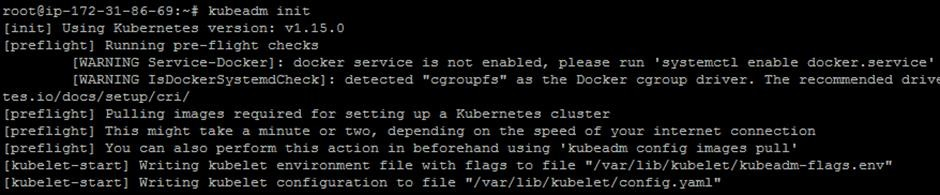 root@ip-172-31-86-69:~# kubeadm init
[init] Using Kubernetes version: v1.15.0
[preflight] Running pre-flight checks
[WARNING Service-Docker]: docker service is not enabled, please run 'systemctl enable docker.service'
[WARNING IsDockerSystemdCheck]: detected "cgroupfs" as the Docker cgroup driver. The recommended drive
tes.io/docs/setup/cri/
[preflight] Pulling images required for setting up a Kubernetes cluster
[preflight] This might take a minute or two, depending on the speed of your internet connection
[preflight] You can also perform this action in beforehand using 'kubeadm config images pull'
[kubelet-start] Writing kubelet environment file with flags to file "/var/lib/kubelet/kubeadm-flags.env"
[kubelet-start] Writing kubelet configuration to file "/var/lib/kubelet/config.yaml"